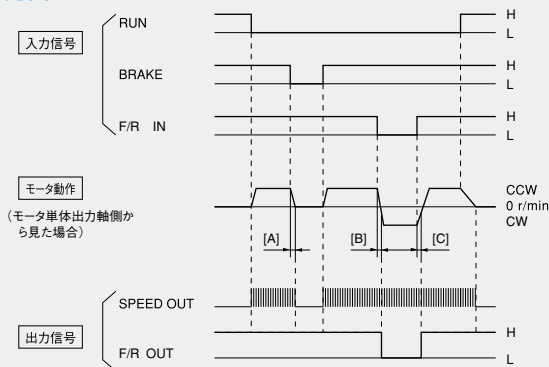 入力信号
RUN
H
L
BRAKE
H
L
F/R IN
H
L
モータ動作
(モータ単体出力軸側か
ら見た場合)
CCW
0 r/min
CW
[A]
[B]
[C]
出力信号
SPEED OUT
F/R OUT
H
L